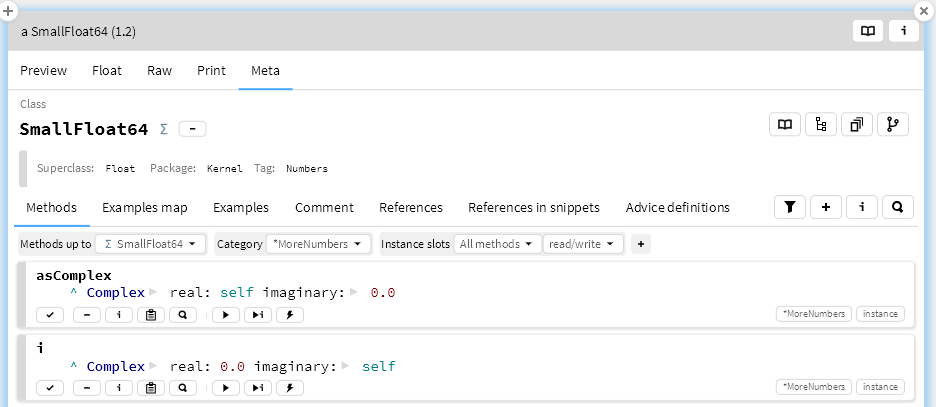 a SmallFloat64 (1.2)
Preview Float Raw Print Meta
Class
SmallFloat64 Σ
Superclass: Float Package: Kernel Tag: Numbers
Methods Examples map Examples Comment References References in snippets Advice definitions
Methods up to Σ SmallFloat64 Category *MoreNumbers Instance slots All methods read/write +
asComplex
^ Complex real: self imaginary: 0.0
*MoreNumbers instance
i
^ Complex real: 0.0 imaginary: self
*MoreNumbers instance